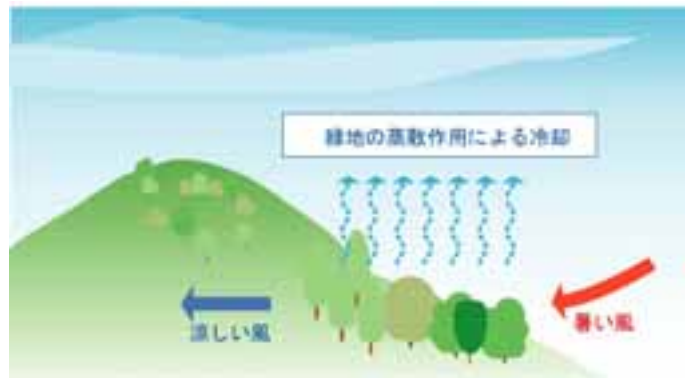 緑地の蒸散作用による冷却
暑い風
涼しい風